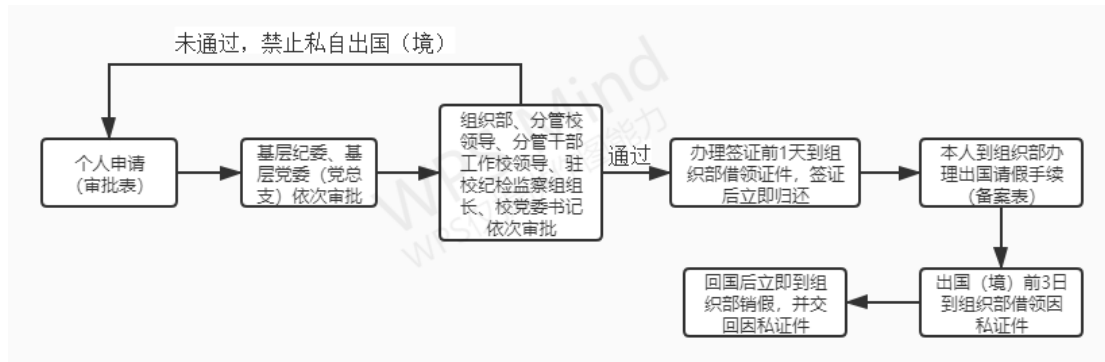 未通过，禁止私自出国（境）
个人申请
（审批表）
基层纪委、基
层党委（党总
支）依次审批
组织部、分管校
领导、分管干部
工作校领导、驻
校纪检监察组组
长、校党委书记
依次审批
通过
办理签证前1天到组
织部借领证件，签证
后立即归还
本人到组织部办
理出国请假手续
（备案表）
出国（境）前3日
到组织部借领因
私证件
回国后立即到组
织部销假，并交
回因私证件